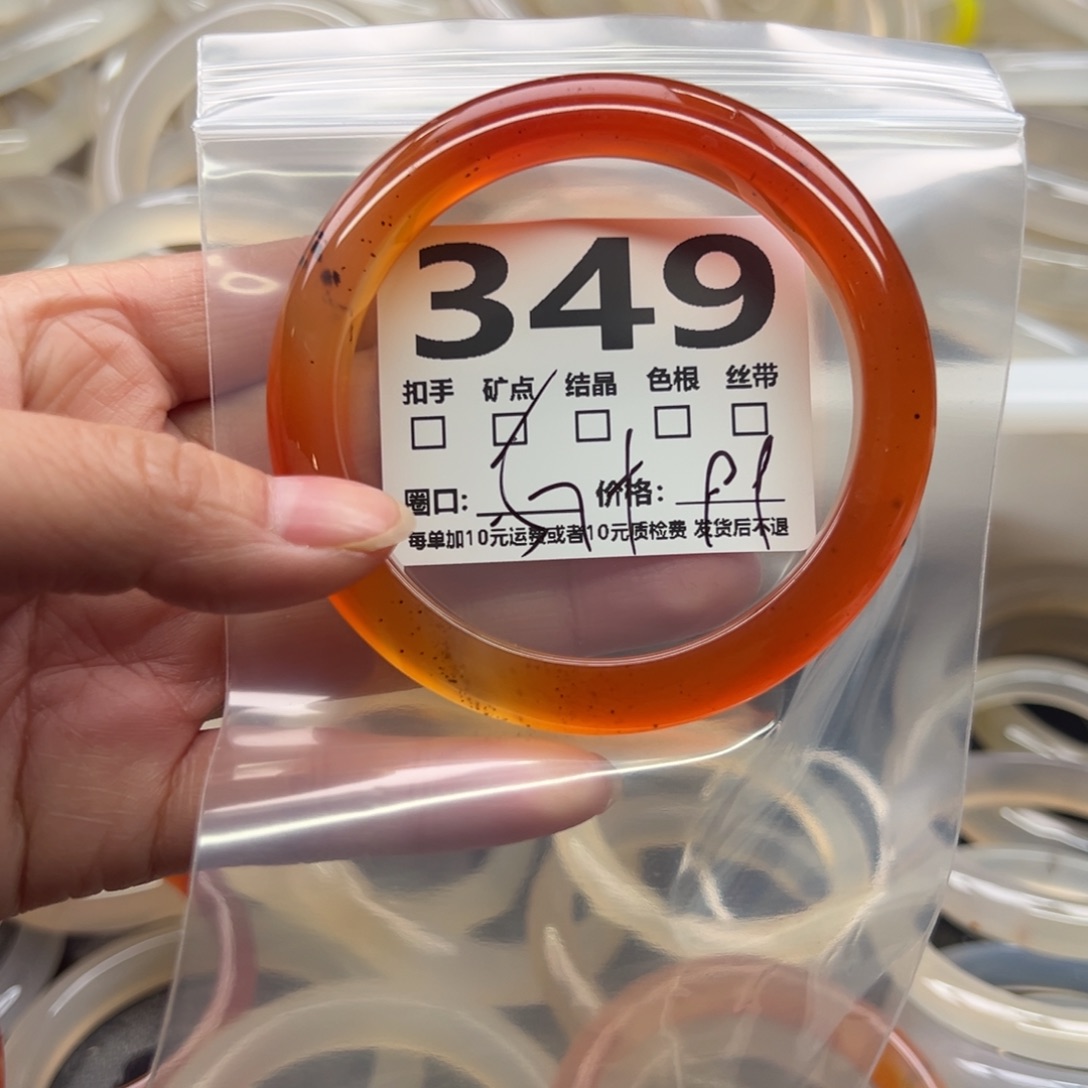 349
扣手 矿点 结晶 色根 丝带
圈口: 价格:
每单加10元运费或者10元质检费 发货后不退